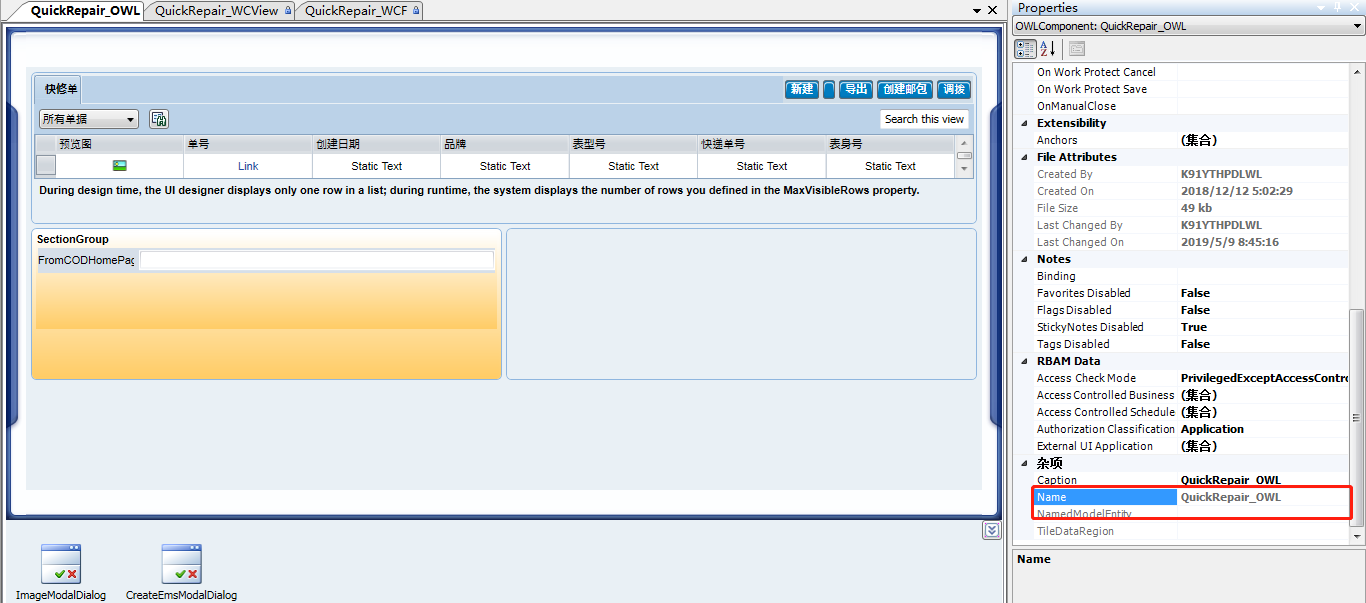 QuickRepair_OWL
QuickRepair_WCView
QuickRepair_WCF
快修单
新建
导出
创建邮包
调拨
所有单据
Search this view
预览图
单号
创建日期
品牌
表型号
快递单号
表身号
Link
Static Text
Static Text
Static Text
Static Text
Static Text
During design time, the UI designer displays only one row in a list; during runtime, the system displays the number of rows you defined in the MaxVisibleRows property.
SectionGroup
FromCODHomePag
ImageModalDialog
CreateEmsModalDialog
Properties
OWLComponent: QuickRepair_OWL
On Work Protect Cancel
On Work Protect Save
OnManualClose
Extensibility
Anchors (集合)
File Attributes
Created By K91YTHPDLWL
Created On 2018/12/12 5:02:29
File Size 49 kb
Last Changed By K91YTHPDLWL
Last Changed On 2019/5/9 8:45:16
Notes
Binding
Favorites Disabled False
Flags Disabled False
StickyNotes Disabled True
Tags Disabled False
RBAM Data
Access Check Mode PrivilegedExceptAccessContro
Access Controlled Business (集合)
Access Controlled Schedule (集合)
Authorization Classification Application
External UI Application (集合)
杂项
Caption QuickRepair_OWL
Name QuickRepair_OWL
NamedModelEntity
TileDataRegion
Name